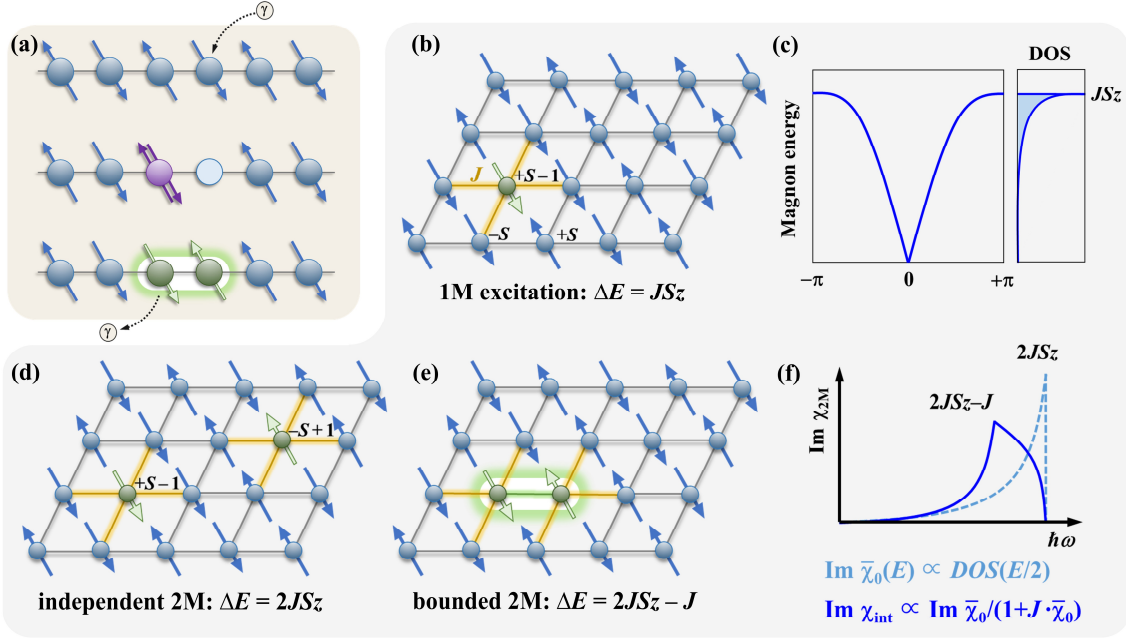 (a)
γ
γ
(b)
J
+S−1
−S
+S
1M excitation: ΔE = JSz
(c)
DOS
Magnon energy
JSz
−π
0
+π
(d)
−S+1
+S−1
independent 2M: ΔE = 2JSz
(e)
bounded 2M: ΔE = 2JSz − J
(f)
2JSz
2JSz−J
Im χ2M
ħω
Im χ̅0(E) ∝ DOS(E/2)
Im χint ∝ Im χ̅0/(1+J·χ̅0)